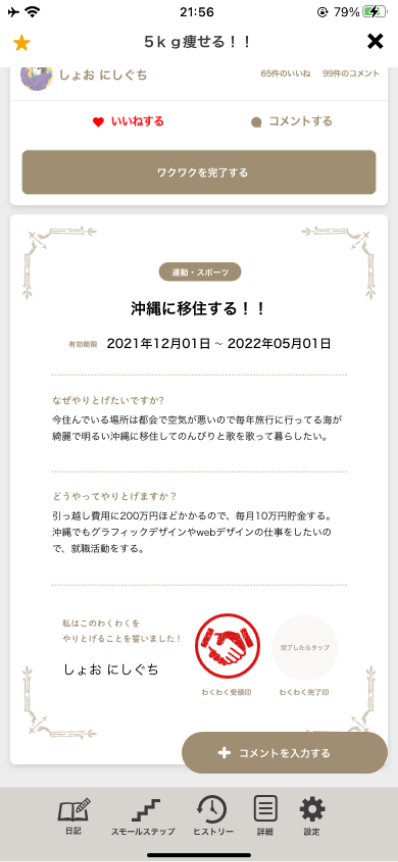 21:56
79%
５ｋｇ痩せる！！
しょお にしぐち
65件のいいね 99件のコメント
いいねする
コメントする
ワクワクを完了する
運動・スポーツ
沖縄に移住する！！
有効期限 2021年12月01日 ～ 2022年05月01日
なぜやりとげたいですか?
今住んでいる場所は都会で空気が悪いので毎年旅行に行ってる海が
綺麗で明るい沖縄に移住してのんびりと歌を歌って暮らしたい。
どうやってやりとげますか？
引っ越し費用に200万円ほどかかるので、毎月10万円貯金する。
沖縄でもグラフィックデザインやwebデザインの仕事をしたいの
で、就職活動をする。
私はこのわくわくを
やりとげることを誓いました！
しょお にしぐち
完了したらタップ
わくわく受領印
わくわく完了印
コメントを入力する
日記
スモールステップ
ヒストリー
詳細
設定